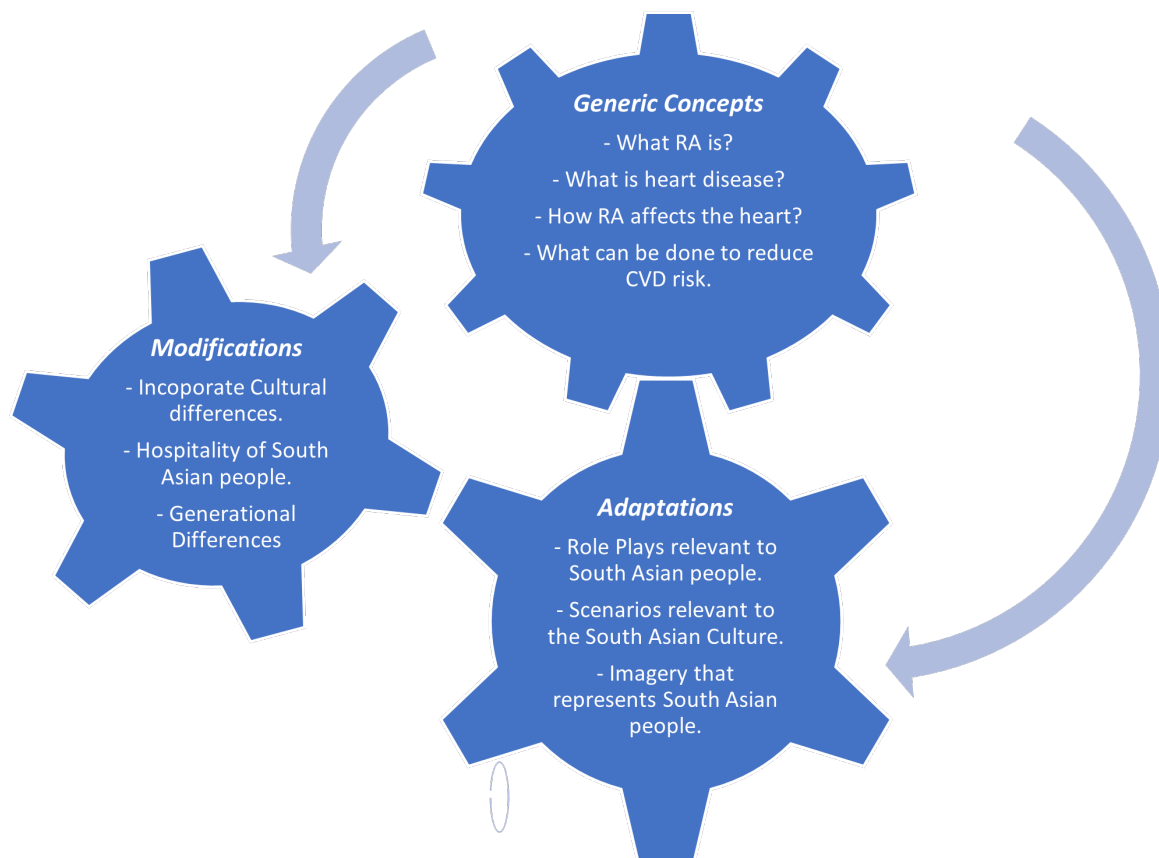 Generic Concepts
- What RA is?
- What is heart disease?
- How RA affects the heart?
- What can be done to reduce
CVD risk.
Modifications
- Incoporate Cultural
differences.
- Hospitality of South
Asian people.
- Generational
Differences
Adaptations
- Role Plays relevant to
South Asian people.
- Scenarios relevant to
the South Asian Culture.
- Imagery that
represents South Asian
people.